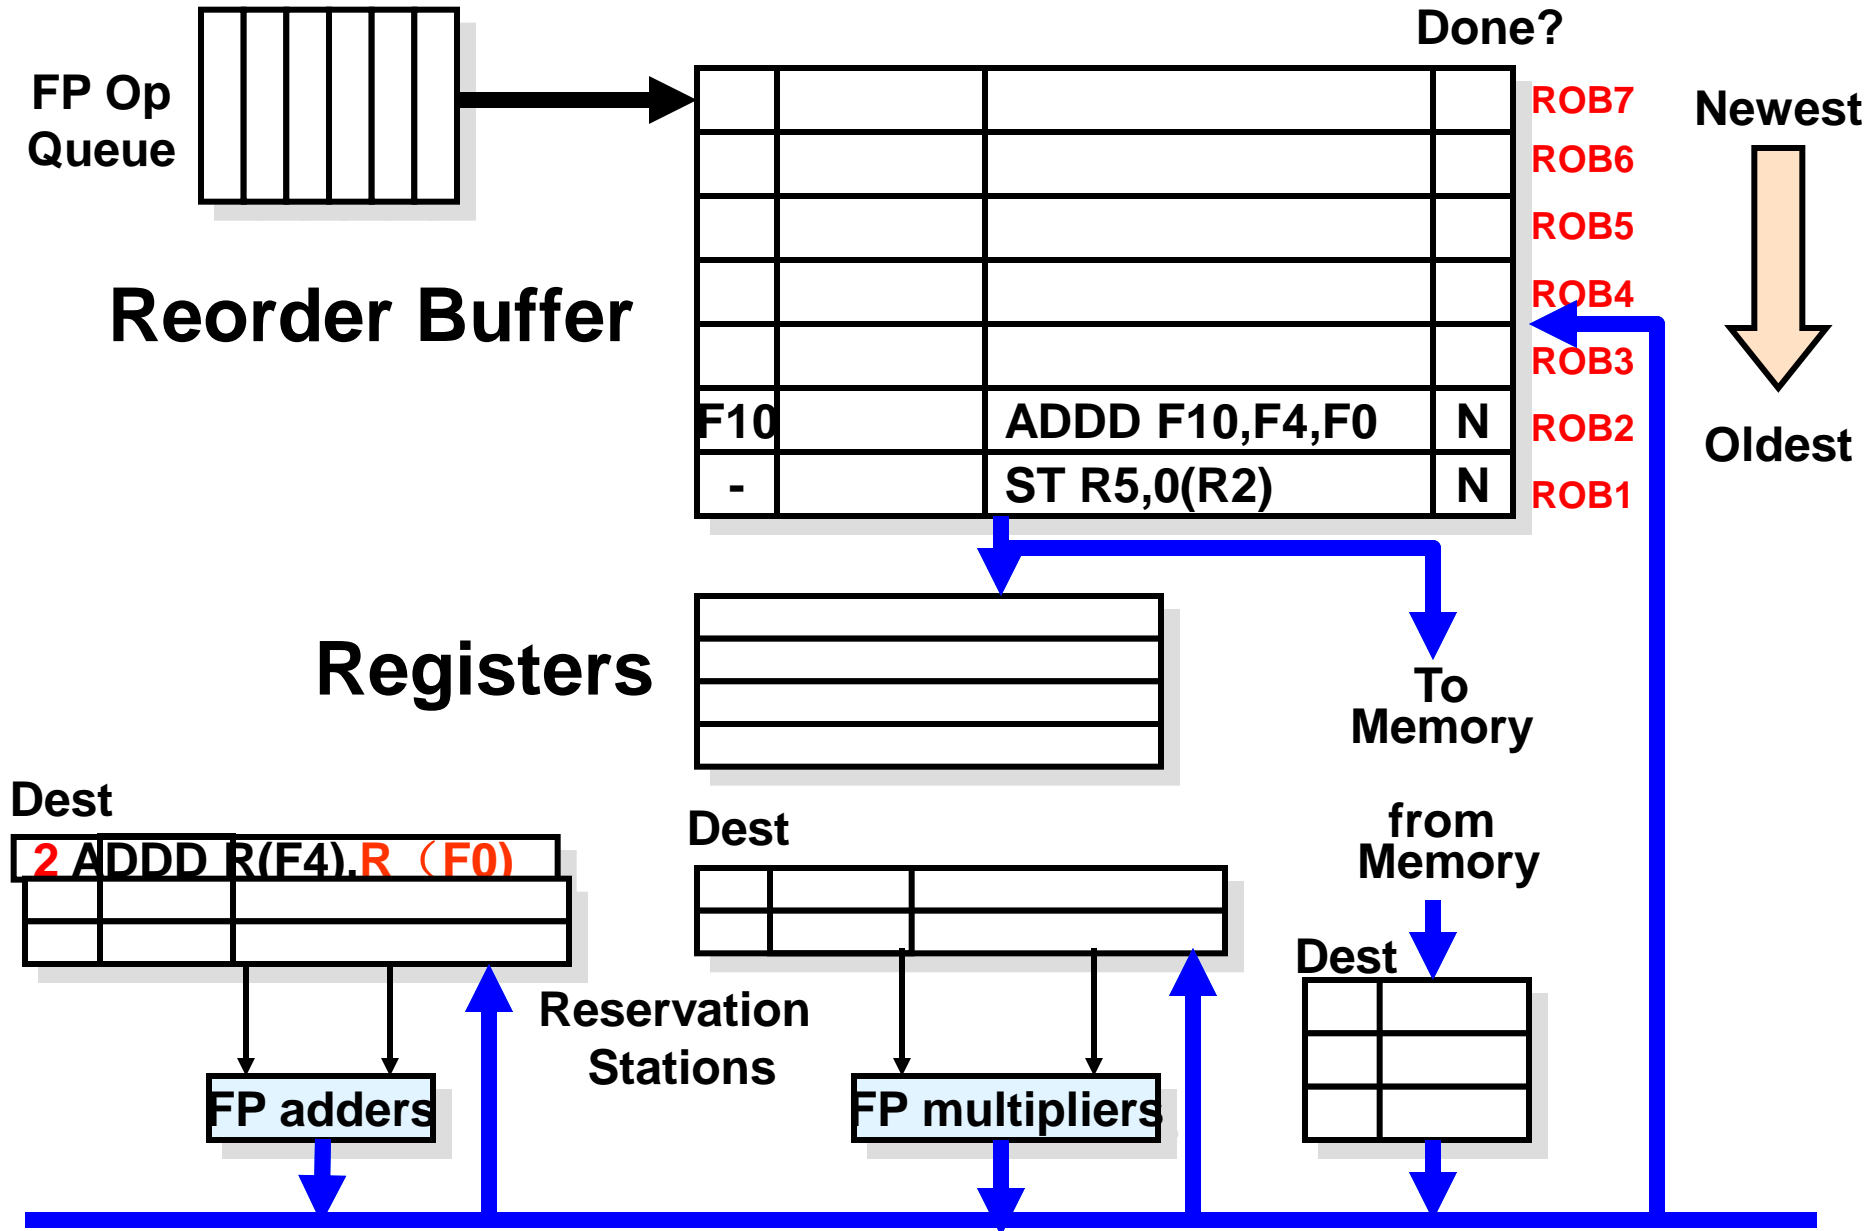 Done?
FP Op
Queue
ROB7
Newest
ROB6
ROB5
Reorder Buffer
ROB4
ROB3
F10 ADDD F10,F4,F0 N ROB2
Oldest
- ST R5,0(R2) N ROB1
Registers
To
Memory
Dest
Dest
from
Memory
2 ADDD R(F4),R（F0)
Dest
Reservation
Stations
FP adders
FP multipliers